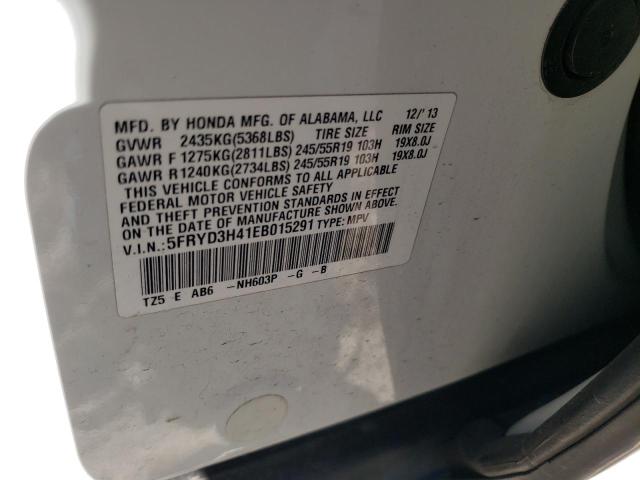 MFD. BY HONDA MFG. OF ALABAMA, LLC 12/'13
GVWR 2435KG(5368LBS) TIRE SIZE RIM SIZE
GAWR F 1275KG(2811LBS) 245/55R19 103H 19X8.0J
GAWR R1240KG(2734LBS) 245/55R19 103H 19X8.0J
THIS VEHICLE CONFORMS TO ALL APPLICABLE
FEDERAL MOTOR VEHICLE SAFETY
AND THEFT PREVENTION STANDARDS IN EFFECT
ON THE DATE OF MANUFACTURE SHOWN ABOVE.
V.I.N.: 5FRYD3H41EB015291 TYPE: MPV
TZ5 E AB6 -NH603P -G -B